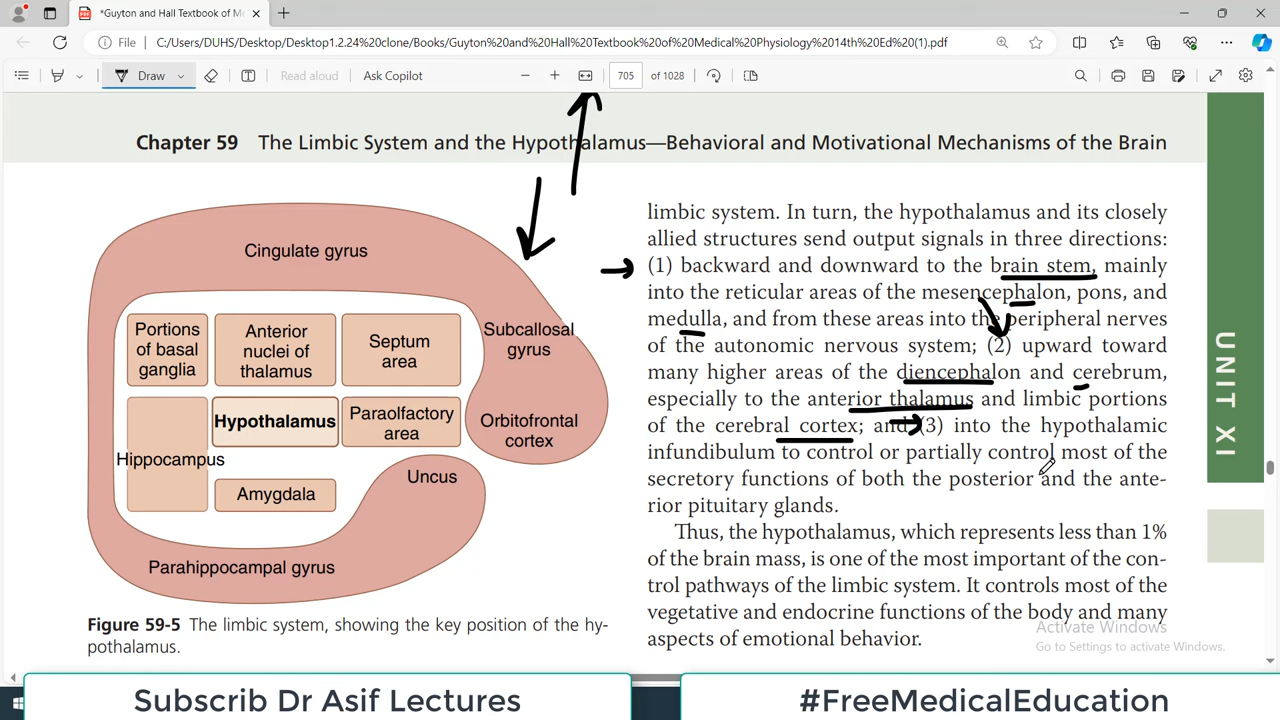 *Guyton and Hall Textbook of Me
File C:/Users/DUHS/Desktop/Desktop1.2.24%20clone/Books/Guyton%20and%20Hall%20Textbook%20of%20Medical%20Physiology%2014th%20Ed%20(1).pdf
Draw Read aloud Ask Copilot 705 of 1028
Chapter 59 The Limbic System and the Hypothalamus—Behavioral and Motivational Mechanisms of the Brain
Cingulate gyrus
Portions of basal ganglia
Anterior nuclei of thalamus
Septum area
Subcallosal gyrus
Hypothalamus
Paraolfactory area
Orbitofrontal cortex
Hippocampus
Amygdala
Uncus
Parahippocampal gyrus
Figure 59-5 The limbic system, showing the key position of the hy-
pothalamus.
limbic system. In turn, the hypothalamus and its closely
allied structures send output signals in three directions:
(1) backward and downward to the brain stem, mainly
into the reticular areas of the mesencephalon, pons, and
medulla, and from these areas into the peripheral nerves
of the autonomic nervous system; (2) upward toward
many higher areas of the diencephalon and cerebrum,
especially to the anterior thalamus and limbic portions
of the cerebral cortex; and (3) into the hypothalamic
infundibulum to control or partially control most of the
secretory functions of both the posterior and the ante-
rior pituitary glands.
Thus, the hypothalamus, which represents less than 1%
of the brain mass, is one of the most important of the con-
trol pathways of the limbic system. It controls most of the
vegetative and endocrine functions of the body and many
aspects of emotional behavior.
UNIT XI
Activate Windows
Go to Settings to activate Windows.
Subscrib Dr Asif Lectures
#FreeMedicalEducation